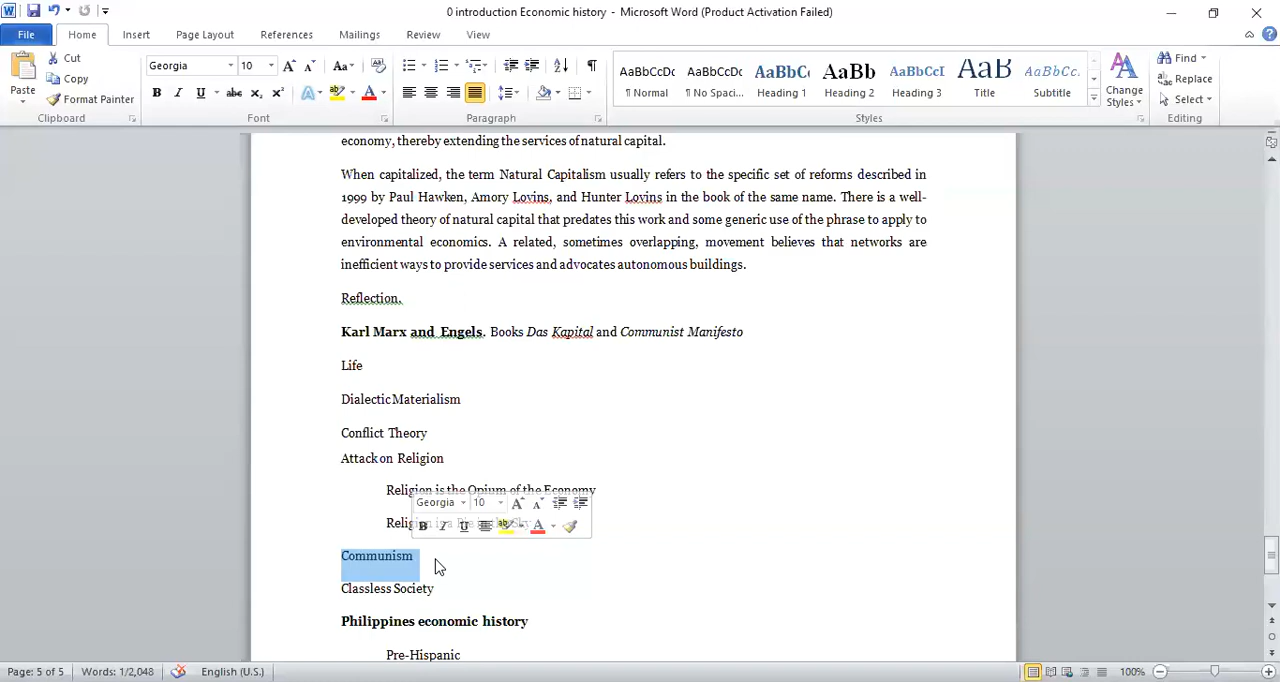 0 introduction Economic history - Microsoft Word (Product Activation Failed)
File Home Insert Page Layout References Mailings Review View
Paste
Cut
Copy
Format Painter
Clipboard
Georgia 10
Font
Paragraph
AaBbCcDc AaBbCcDc AaBbC AaBb AaBbCcI AaB AaBbCc.
¶ Normal ¶ No Spaci... Heading 1 Heading 2 Heading 3 Title Subtitle
Change
Styles
Styles
Find
Replace
Select
Editing
economy, thereby extending the services of natural capital.
When capitalized, the term Natural Capitalism usually refers to the specific set of reforms described in
1999 by Paul Hawken, Amory Lovins, and Hunter Lovins in the book of the same name. There is a well-
developed theory of natural capital that predates this work and some generic use of the phrase to apply to
environmental economics. A related, sometimes overlapping, movement believes that networks are
inefficient ways to provide services and advocates autonomous buildings.
Reflection,
Karl Marx and Engels. Books Das Kapital and Communist Manifesto
Life
Dialectic Materialism
Conflict Theory
Attack on Religion
Religion is the Opium of the Economy
Georgia 10
Religion is a Pie in the Sky
Communism
Classless Society
Philippines economic history
Pre-Hispanic
Page: 5 of 5 Words: 1/2,048 English (U.S.) 100%